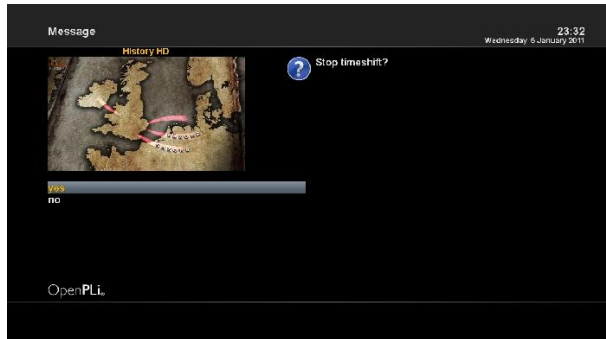 Message
23:32
Wednesday 6 January 2011
History HD
Stop timeshift?
yes
no
OpenPLi®